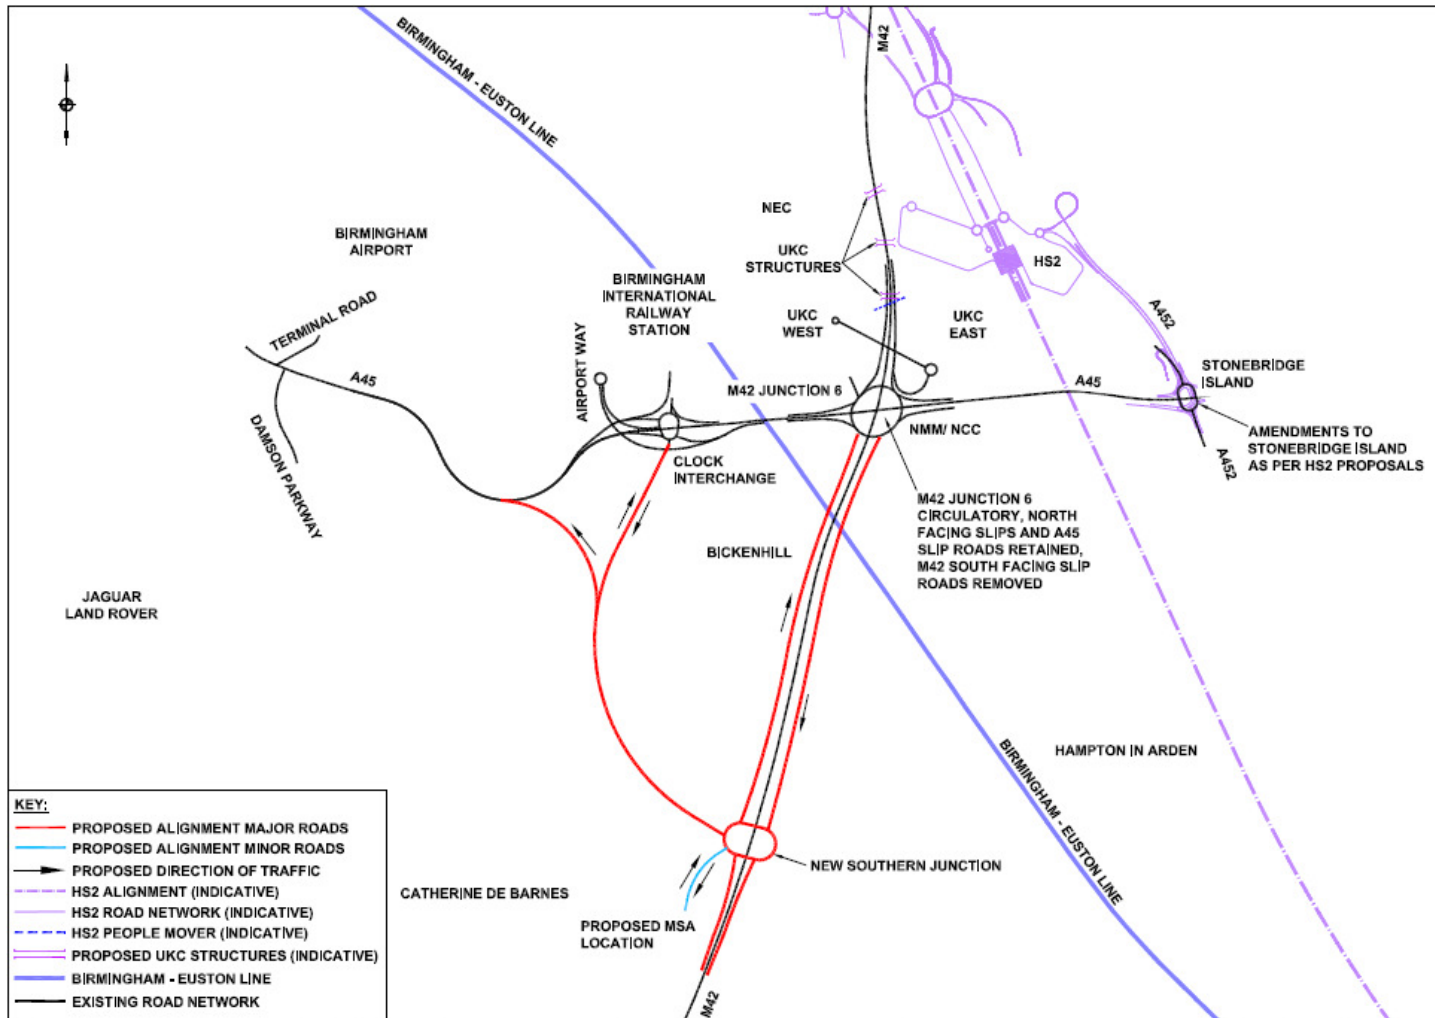 BIRMINGHAM - EUSTON LINE
M42
NEC
BIRMINGHAM
AIRPORT
UKC
STRUCTURES
HS2
BIRMINGHAM
INTERNATIONAL
RAILWAY
STATION
TERMINAL ROAD
UKC
WEST
UKC
EAST
A452
STONEBRIDGE
ISLAND
A45
AIRPORT WAY
M42 JUNCTION 6
A45
DAMSON PARKWAY
NMM/ NCC
AMENDMENTS TO
STONEBRIDGE ISLAND
AS PER HS2 PROPOSALS
A452
CLOCK
INTERCHANGE
M42 JUNCTION 6
CIRCULATORY, NORTH
FACING SLIPS AND A45
SLIP ROADS RETAINED,
M42 SOUTH FACING SLIP
ROADS REMOVED
BICKENHILL
JAGUAR
LAND ROVER
HAMPTON IN ARDEN
BIRMINGHAM - EUSTON LINE
NEW SOUTHERN JUNCTION
CATHERINE DE BARNES
PROPOSED MSA
LOCATION
M42
KEY:
PROPOSED ALIGNMENT MAJOR ROADS
PROPOSED ALIGNMENT MINOR ROADS
PROPOSED DIRECTION OF TRAFFIC
HS2 ALIGNMENT (INDICATIVE)
HS2 ROAD NETWORK (INDICATIVE)
HS2 PEOPLE MOVER (INDICATIVE)
PROPOSED UKC STRUCTURES (INDICATIVE)
BIRMINGHAM - EUSTON LINE
EXISTING ROAD NETWORK